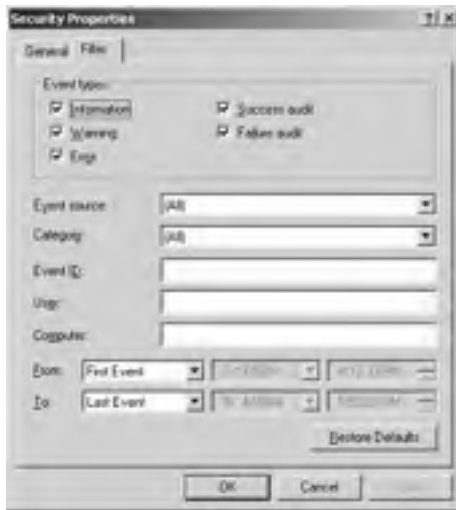 Security Properties
General Filter
Event types
Information
Success audit
Warning
Failure audit
Error
Event source: (All)
Category: (All)
Event ID:
User:
Computer:
From: First Event
To: Last Event
Restore Defaults
OK Cancel